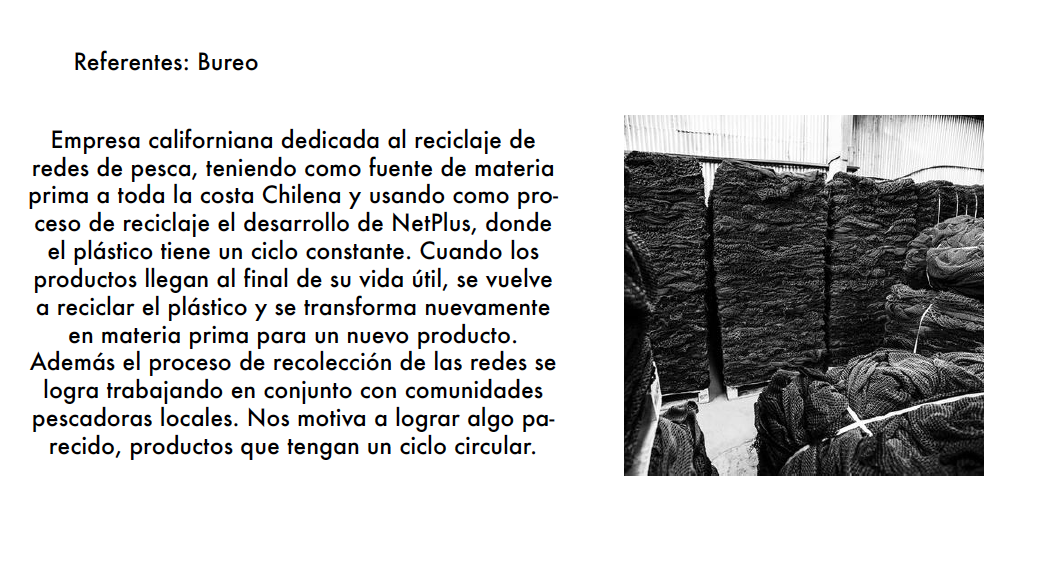 Referentes: Bureo
Empresa californiana dedicada al reciclaje de
redes de pesca, teniendo como fuente de materia
prima a toda la costa Chilena y usando como pro-
ceso de reciclaje el desarrollo de NetPlus, donde
el plástico tiene un ciclo constante. Cuando los
productos llegan al final de su vida útil, se vuelve
a reciclar el plástico y se transforma nuevamente
en materia prima para un nuevo producto.
Además el proceso de recolección de las redes se
logra trabajando en conjunto con comunidades
pescadoras locales. Nos motiva a lograr algo pa-
recido, productos que tengan un ciclo circular.